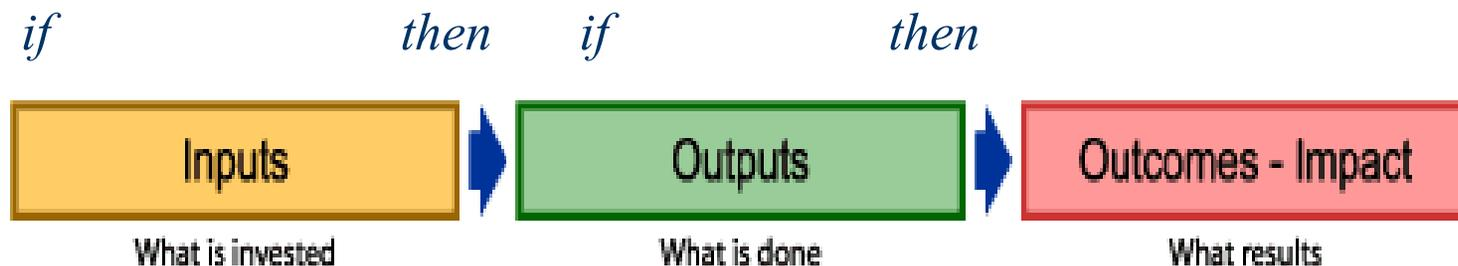 if then if then
Inputs Outputs Outcomes - Impact
What is invested What is done What results